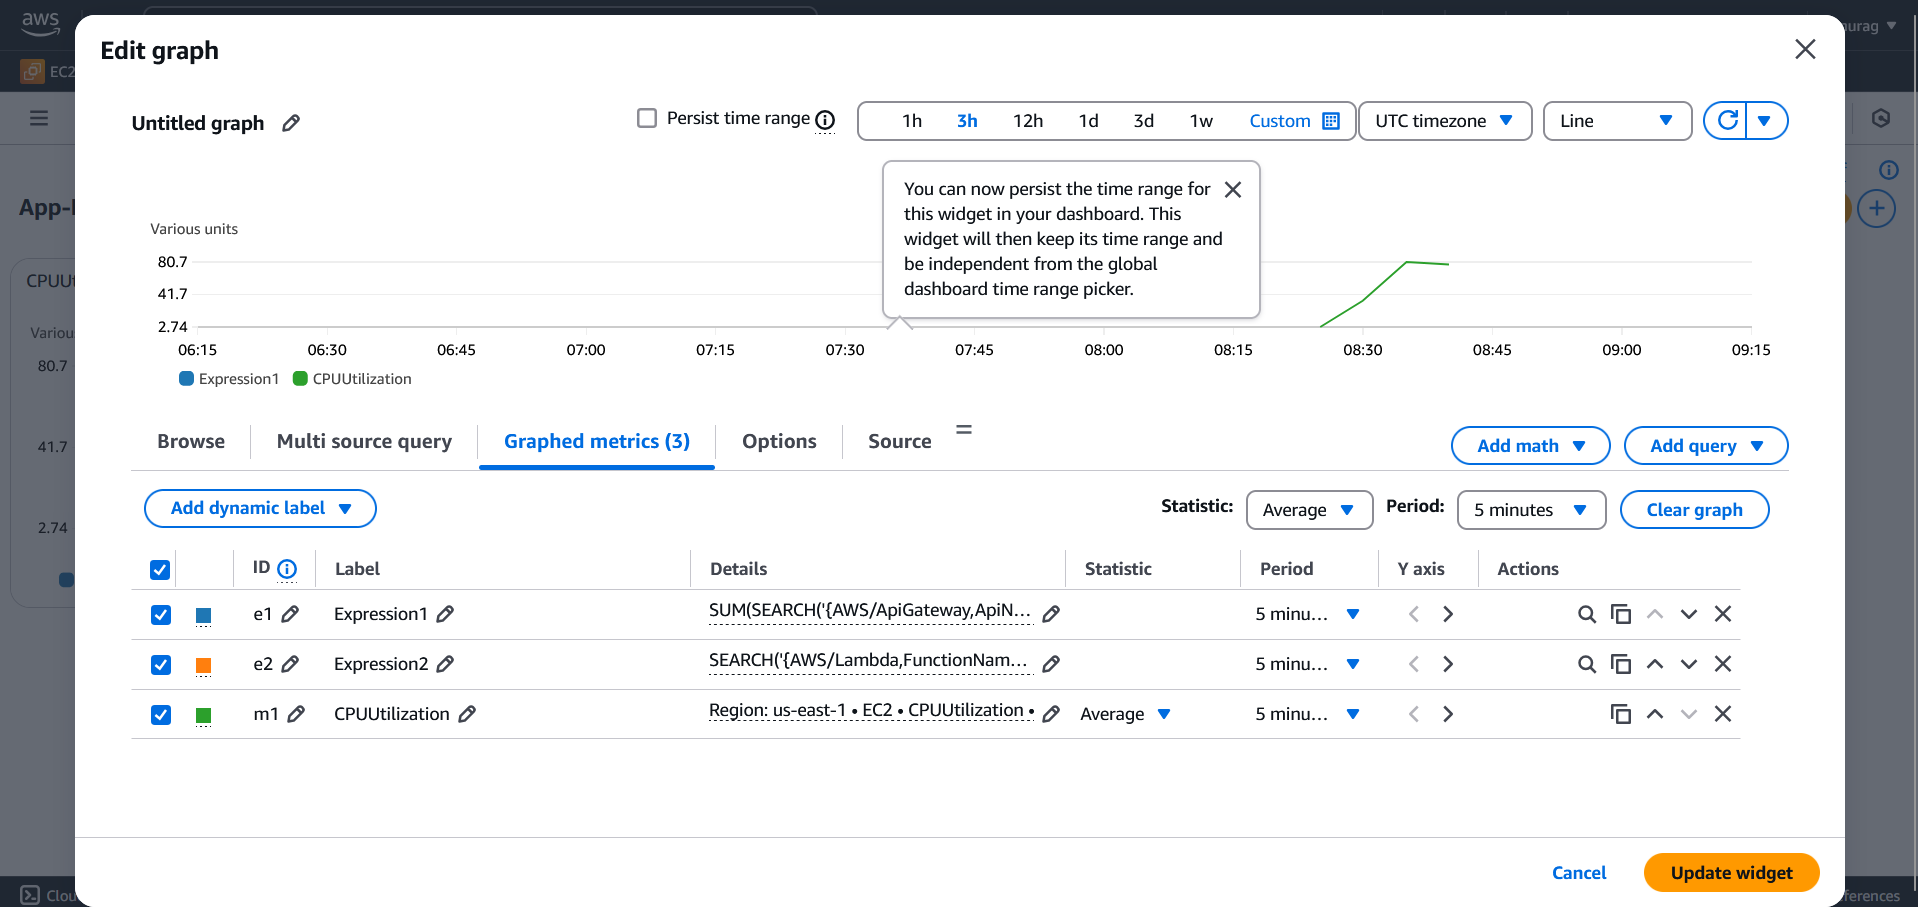 aws
urag
EC2
Edit graph
Untitled graph
Persist time range
1h 3h 12h 1d 3d 1w Custom
UTC timezone
Line
You can now persist the time range for
this widget in your dashboard. This
widget will then keep its time range and
be independent from the global
dashboard time range picker.
App-
CPUUt
Variou
80.7
41.7
2.74
Various units
80.7
41.7
2.74
06:15 06:30 06:45 07:00 07:15 07:30 07:45 08:00 08:15 08:30 08:45 09:00 09:15
Expression1 CPUUtilization
Browse Multi source query Graphed metrics (3) Options Source
Add math Add query
Add dynamic label
Statistic: Average Period: 5 minutes Clear graph
ID Label Details Statistic Period Y axis Actions
e1 Expression1 SUM(SEARCH('{AWS/ApiGateway,ApiN... 5 minu...
e2 Expression2 SEARCH('{AWS/Lambda,FunctionNam... 5 minu...
m1 CPUUtilization Region: us-east-1 • EC2 • CPUUtilization • Average 5 minu...
Cancel Update widget
Clou
ferences